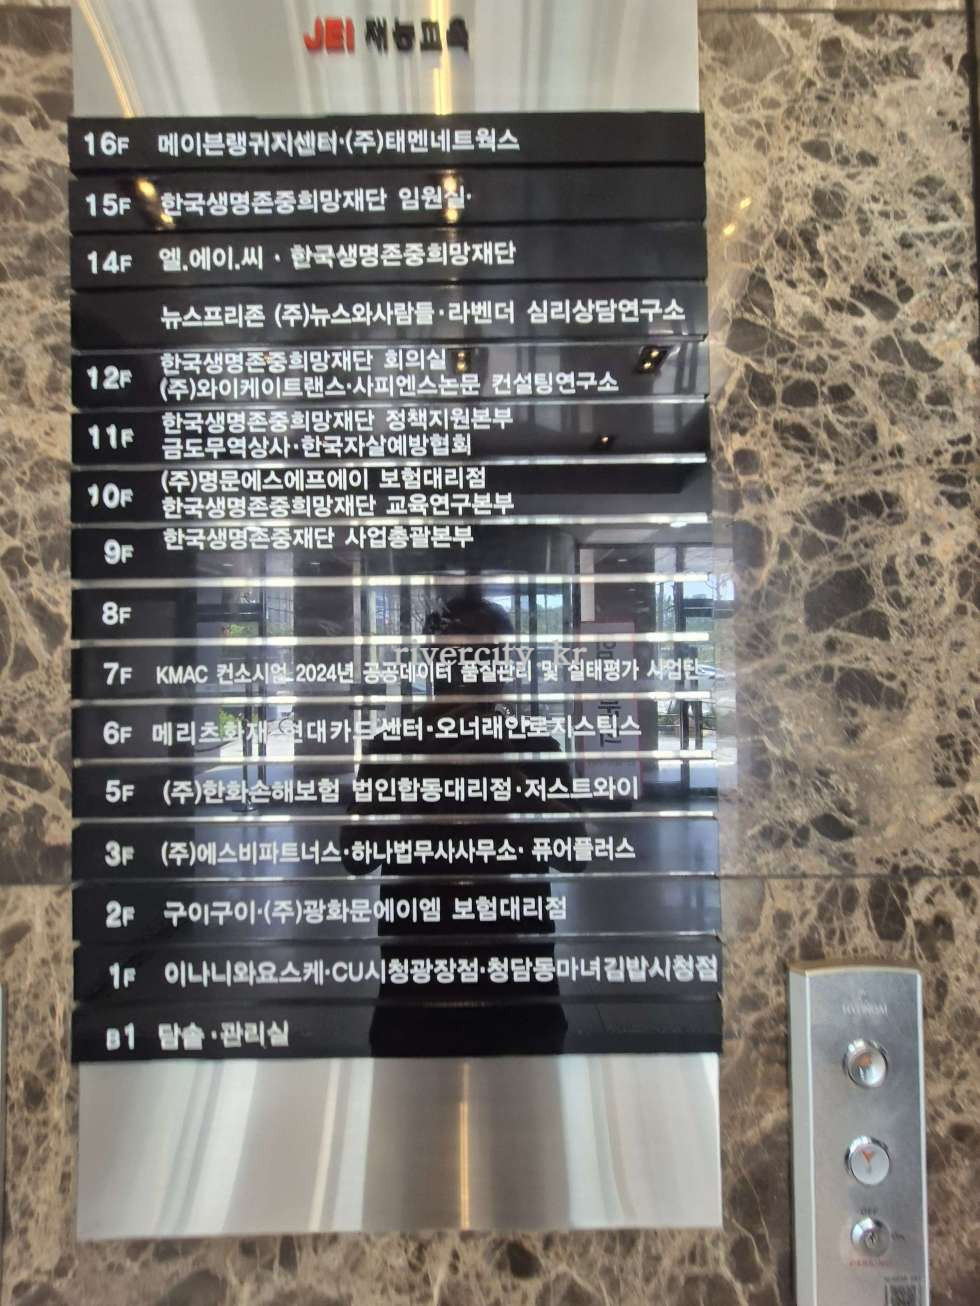 JEI 재능교육
16F 메이븐랭귀지센터·(주)태멘네트웍스
15F 한국생명존중희망재단 임원실·
14F 엘.에이.씨 · 한국생명존중희망재단
뉴스프리존 (주)뉴스와사람들·라벤더 심리상담연구소
12F 한국생명존중희망재단 회의실
(주)와이케이트랜스·사피엔스논문 컨설팅연구소
11F 한국생명존중희망재단 정책지원본부
금도무역상사·한국자살예방협회
10F (주)명문에스에프에이 보험대리점
한국생명존중희망재단 교육연구본부
9F 한국생명존중재단 사업총괄본부
8F
rivercity_kr
7F KMAC 컨소시업 2024년 공공데이터 품질관리 및 실태평가 사업단
6F 메리츠화재·현대카드센터·오너래안로지스틱스
5F (주)한화손해보험 법인합동대리점·저스트와이
3F (주)에스비파트너스·하나법무사사무소· 퓨어플러스
2F 구이구이·(주)광화문에이엠 보험대리점
1F 이나니와요스케·CU시청광장점·청담동마녀김밥시청점
B1 달솔·관리실
HYUNDAI
OFF
ON
PARKING